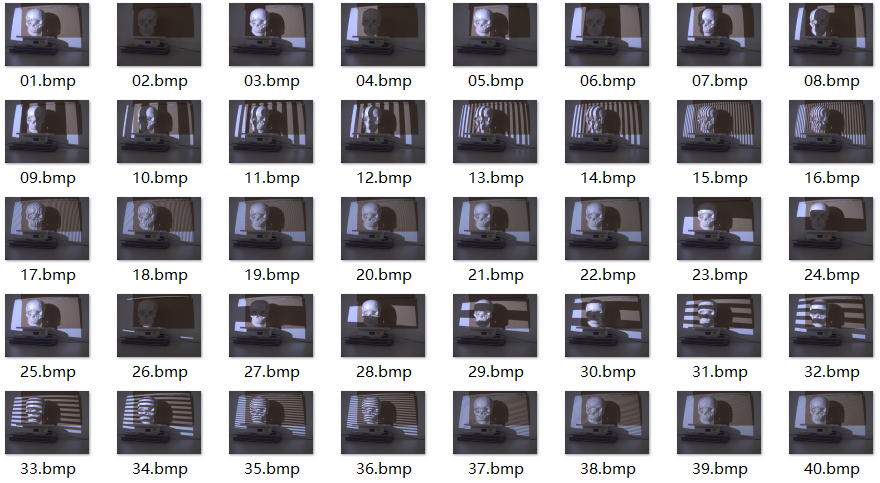 01.bmp 02.bmp 03.bmp 04.bmp 05.bmp 06.bmp 07.bmp 08.bmp
09.bmp 10.bmp 11.bmp 12.bmp 13.bmp 14.bmp 15.bmp 16.bmp
17.bmp 18.bmp 19.bmp 20.bmp 21.bmp 22.bmp 23.bmp 24.bmp
25.bmp 26.bmp 27.bmp 28.bmp 29.bmp 30.bmp 31.bmp 32.bmp
33.bmp 34.bmp 35.bmp 36.bmp 37.bmp 38.bmp 39.bmp 40.bmp